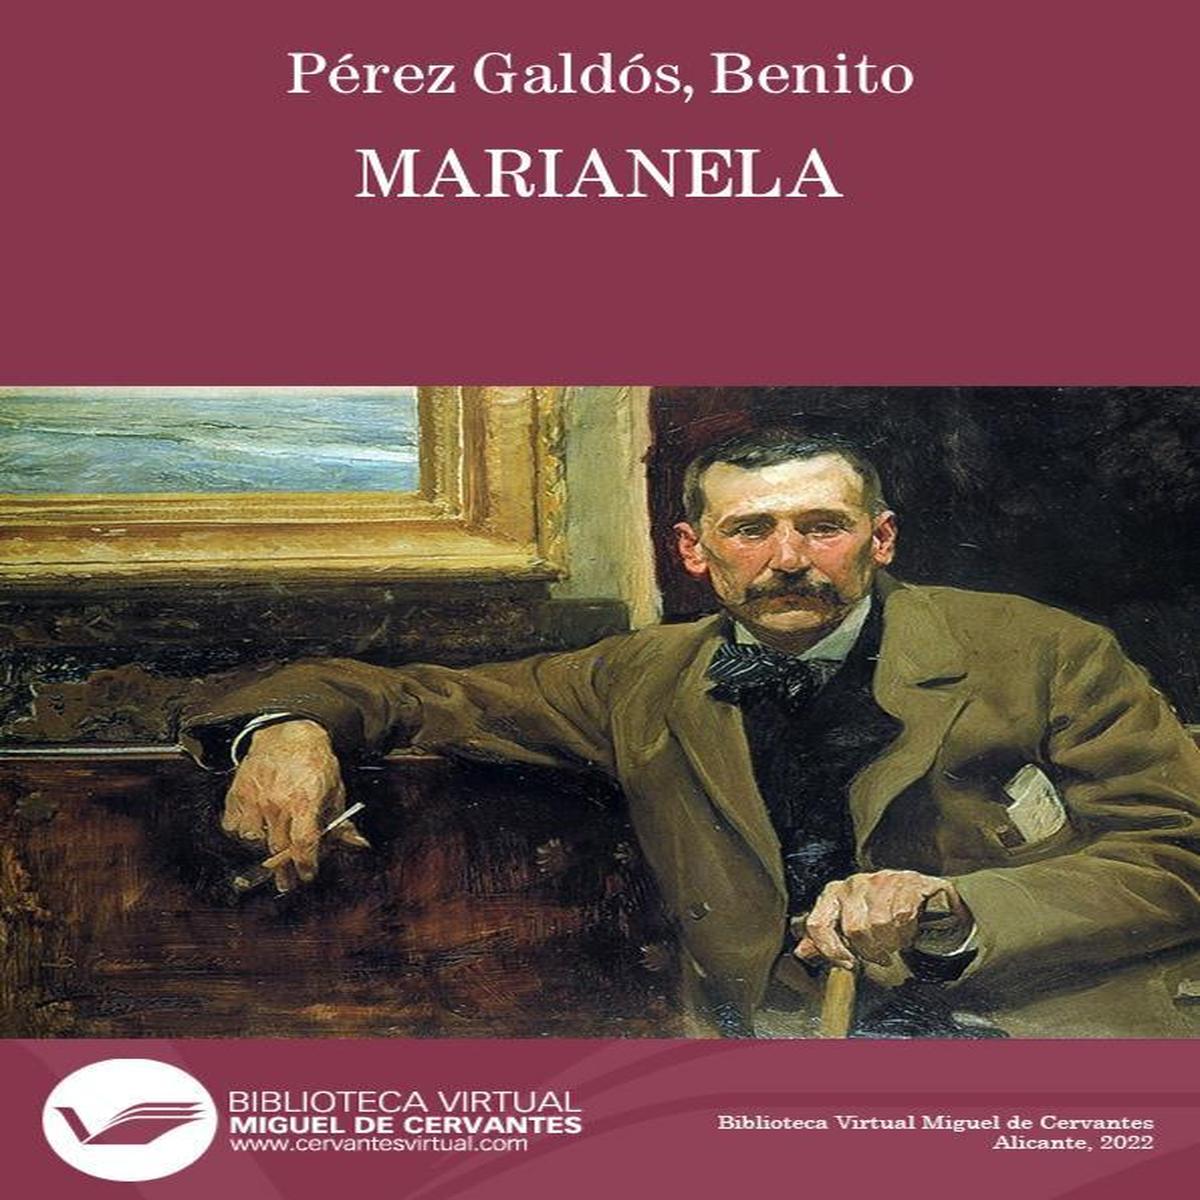 Pérez Galdós, Benito
MARIANELA
BIBLIOTECA VIRTUAL
MIGUEL DE CERVANTES
www.cervantesvirtual.com
Biblioteca Virtual Miguel de Cervantes
Alicante, 2022